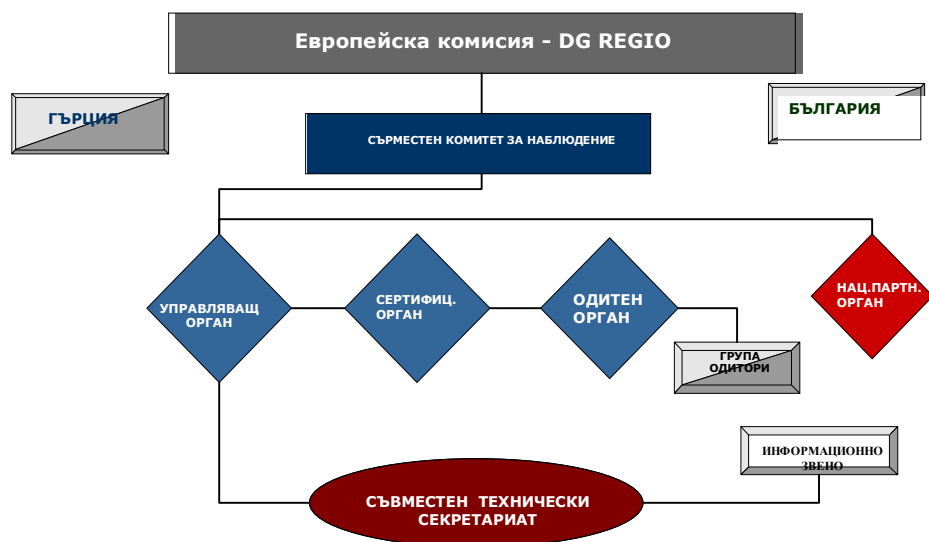 Европейска комисия - DG REGIO
ГЪРЦИЯ
БЪЛГАРИЯ
СЪРМЕСТЕН КОМИТЕТ ЗА НАБЛЮДЕНИЕ
УПРАВЛЯВАЩ
ОРГАН
СЕРТИФИЦ.
ОРГАН
ОДИТЕН
ОРГАН
НАЦ.ПАРТН.
ОРГАН
ГРУПА
ОДИТОРИ
ИНФОРМАЦИОННО
ЗВЕНО
СЪВМЕСТЕН ТЕХНИЧЕСКИ
СЕКРЕТАРИАТ